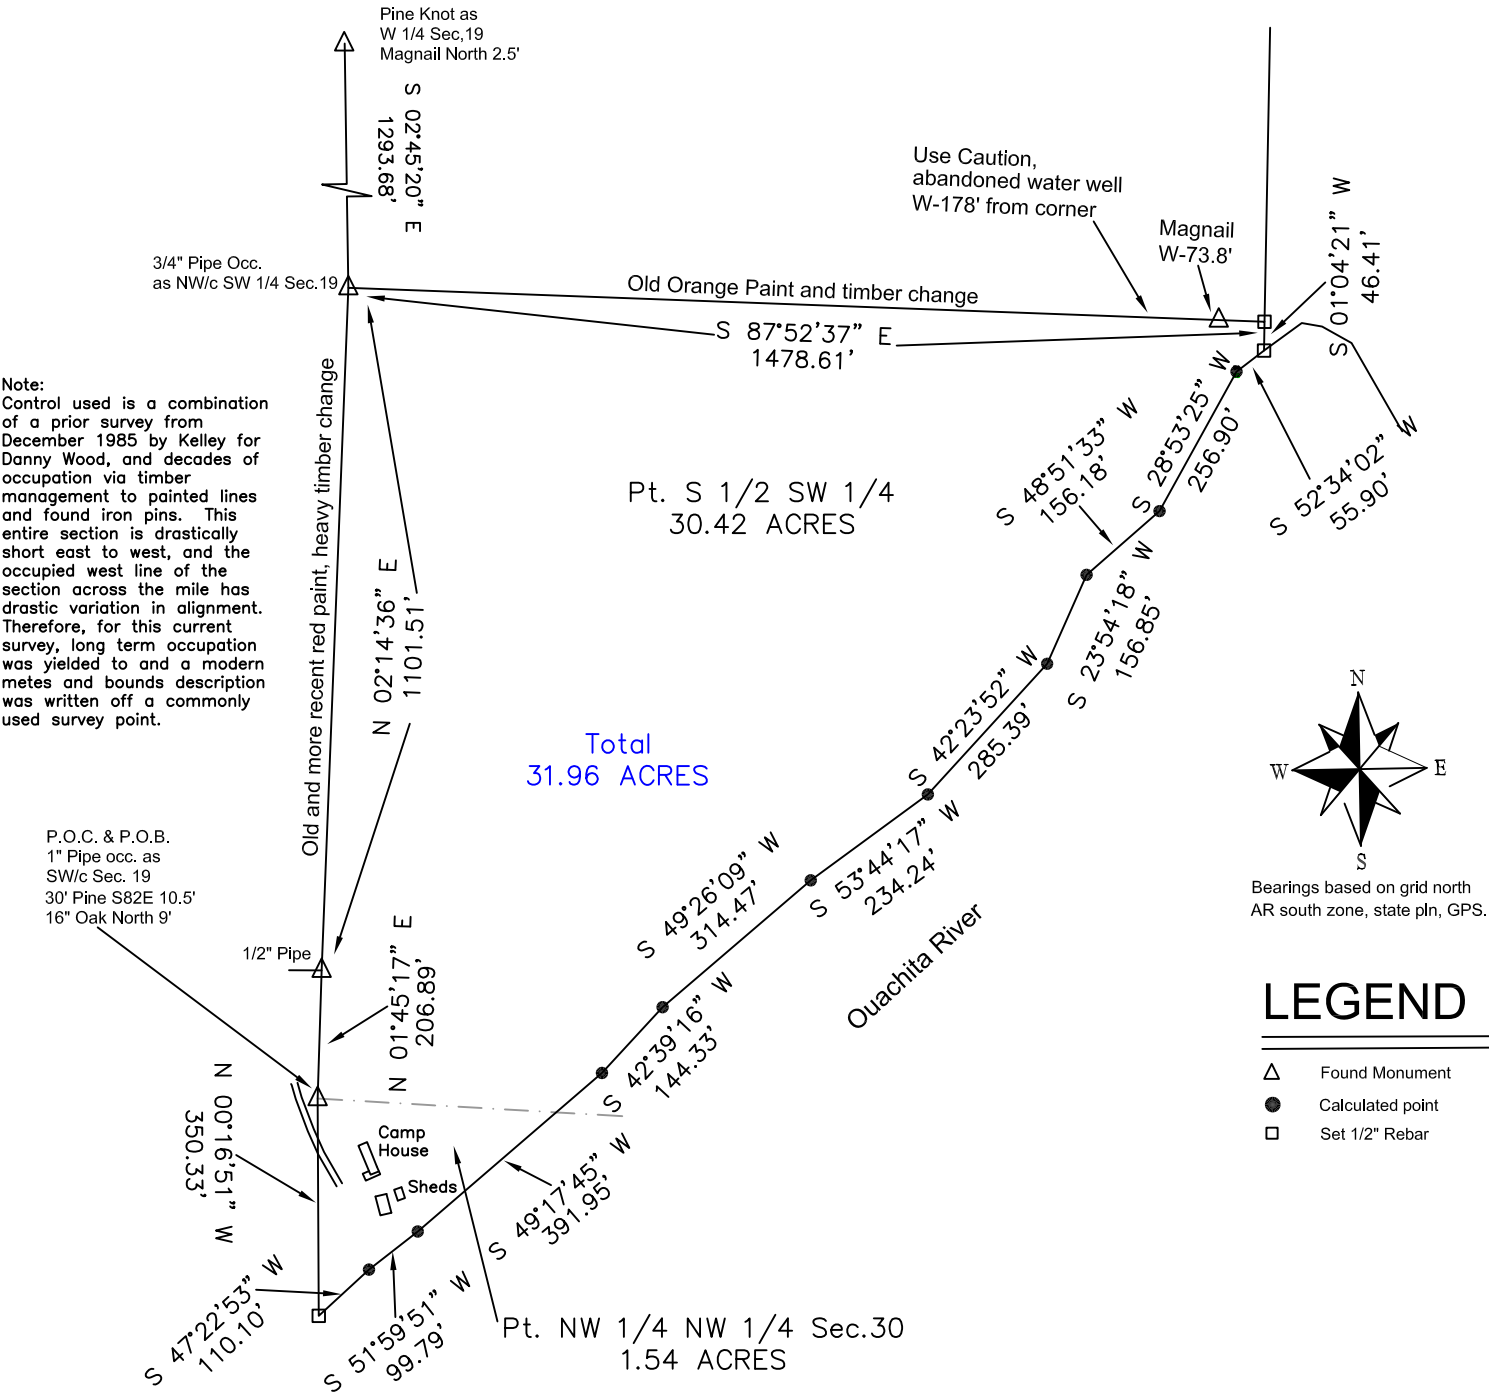 Pine Knot as
W 1/4 Sec,19
Magnail North 2.5'
S 02°45'20" E
1293.68'
Use Caution,
abandoned water well
W-178' from corner
Magnail
W-73.8'
S 01°04'21" W
46.41'
3/4" Pipe Occ.
as NW/c SW 1/4 Sec.19
Old Orange Paint and timber change
S 87°52'37" E
1478.61'
Note:
Control used is a combination
of a prior survey from
December 1985 by Kelley for
Danny Wood, and decades of
occupation via timber
management to painted lines
and found iron pins. This
entire section is drastically
short east to west, and the
occupied west line of the
section across the mile has
drastic variation in alignment.
Therefore, for this current
survey, long term occupation
was yielded to and a modern
metes and bounds description
was written off a commonly
used survey point.
Old and more recent red paint, heavy timber change
N 02°14'36" E
1101.51'
Pt. S 1/2 SW 1/4
30.42 ACRES
S 52°34'02" W
55.90'
S 28°53'25" W
256.90'
S 48°51'33" W
156.18'
S 23°54'18" W
156.85'
S 42°23'52" W
285.39'
Total
31.96 ACRES
N
W
E
S
Bearings based on grid north
AR south zone, state pln, GPS.
P.O.C. & P.O.B.
1" Pipe occ. as
SW/c Sec. 19
30' Pine S82E 10.5'
16" Oak North 9'
1/2" Pipe
N 01°45'17" E
206.89'
S 53°44'17" W
234.24'
S 49°26'09" W
314.47'
Ouachita River
S 42°39'16" W
144.33'
LEGEND
Found Monument
Calculated point
Set 1/2" Rebar
N 00°16'51" W
350.33'
Camp
House
Sheds
S 49°17'45" W
391.95'
S 47°22'53" W
110.10'
S 51°59'51" W
99.79'
Pt. NW 1/4 NW 1/4 Sec.30
1.54 ACRES